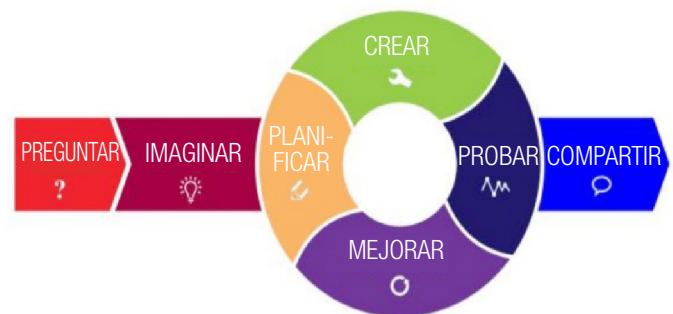 PREGUNTAR
?
IMAGINAR
PLANI-
FICAR
CREAR
PROBAR
MEJORAR
COMPARTIR